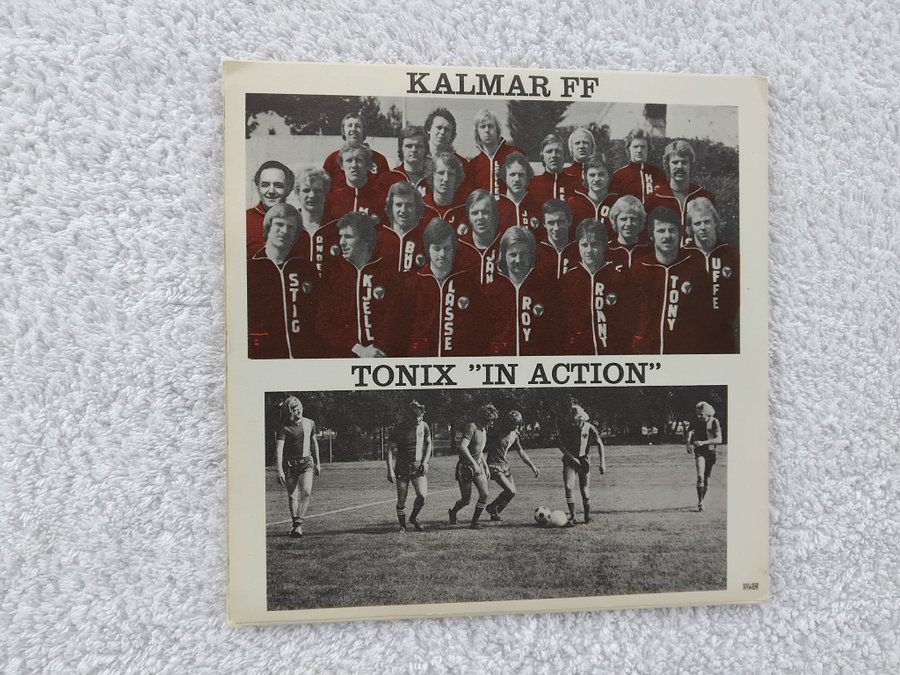 KALMAR FF
STIG
KJELL
LASSE
ROY
RONNY
TONY
UFFE
TONIX ”IN ACTION”